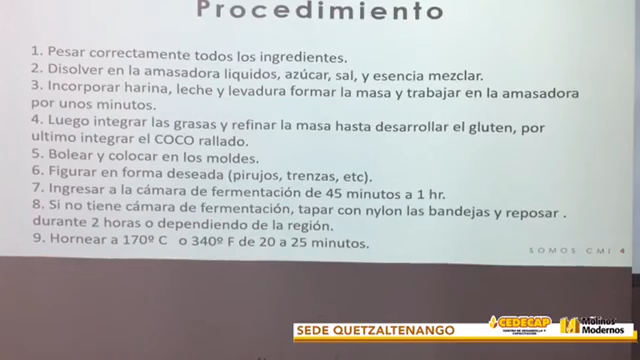 Procedimiento
1. Pesar correctamente todos los ingredientes.
2. Disolver en la amasadora liquidos, azúcar, sal, y esencia mezclar.
3. Incorporar harina, leche y levadura formar la masa y trabajar en la amasadora
por unos minutos.
4. Luego integrar las grasas y refinar la masa hasta desarrollar el gluten, por
ultimo integrar el COCO rallado.
5. Bolear y colocar en los moldes.
6. Figurar en forma deseada (pirujos, trenzas, etc).
7. Ingresar a la cámara de fermentación de 45 minutos a 1 hr.
8. Si no tiene cámara de fermentación, tapar con nylon las bandejas y reposar .
durante 2 horas o dependiendo de la región.
9. Hornear a 170º C o 340º F de 20 a 25 minutos.
SOMOS CMI 4
SEDE QUETZALTENANGO
CEDECAP
CENTRO DE DESARROLLO Y
CAPACITACIÓN
Molinos
Modernos